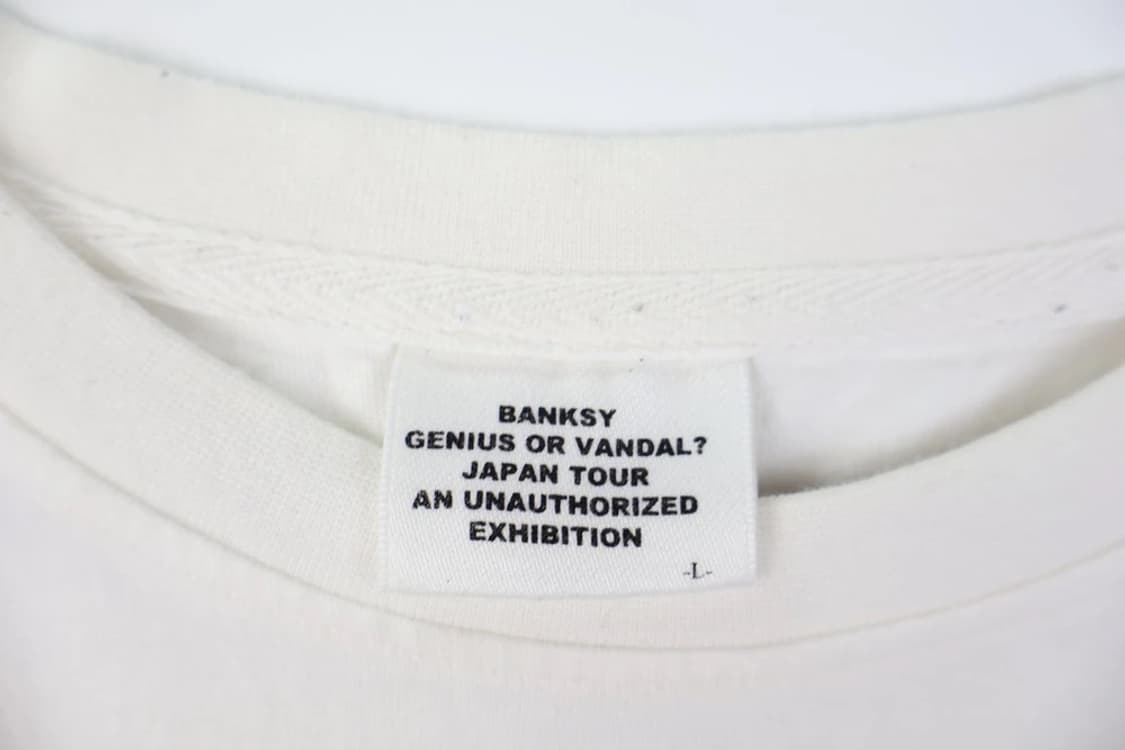 BANKSY
GENIUS OR VANDAL?
JAPAN TOUR
AN UNAUTHORIZED
EXHIBITION
-L-